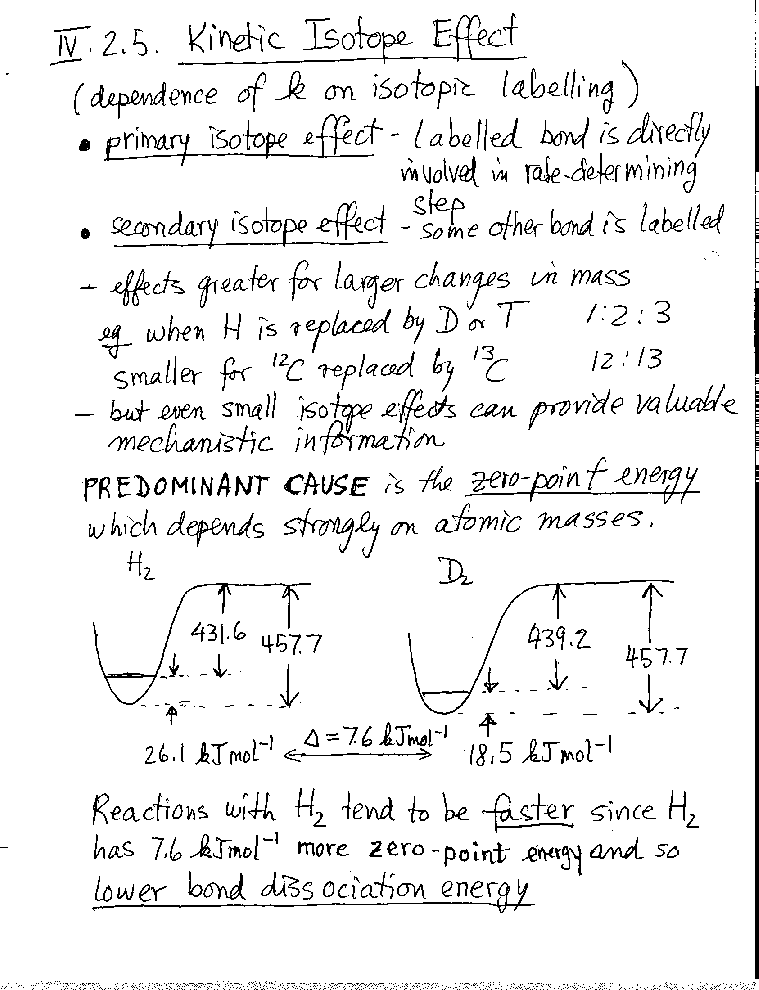 IV. 2.5. Kinetic Isotope Effect
(dependence of k on isotopic labelling)
• primary isotope effect - labelled bond is directly
involved in rate-determining
step
• secondary isotope effect - some other bond is labelled
- effects greater for larger changes in mass
eg when H is replaced by D or T 1:2:3
smaller for ¹²C replaced by ¹³C 12:13
- but even small isotope effects can provide valuable
mechanistic information
PREDOMINANT CAUSE is the zero-point energy
which depends strongly on atomic masses.
H₂ D₂
431.6 457.7 439.2 457.7
26.1 kJmol⁻¹ Δ = 7.6 kJmol⁻¹ 18.5 kJmol⁻¹
Reactions with H₂ tend to be faster since H₂
has 7.6 kJmol⁻¹ more zero-point energy and so
lower bond dissociation energy